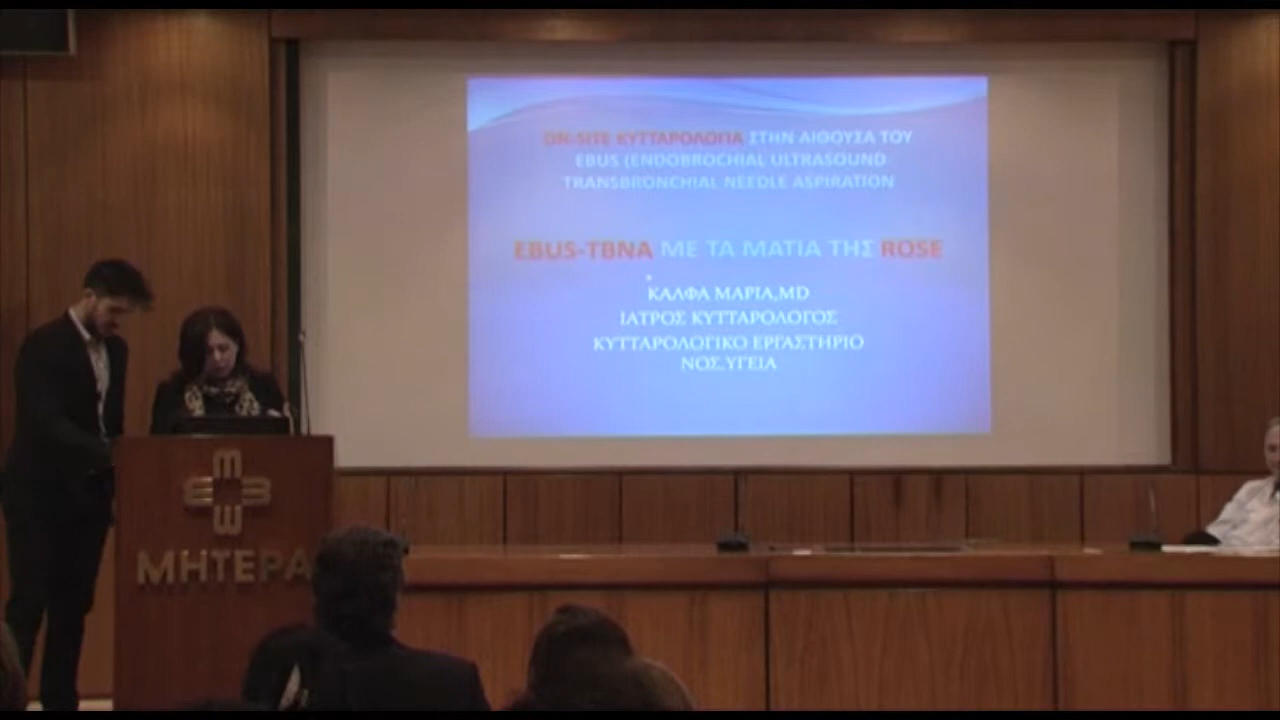 ON-SITE ΚΥΤΤΑΡΟΛΟΓΙΑ ΣΤΗΝ ΑΙΘΟΥΣΑ ΤΟΥ
EBUS (ENDOBROCHIAL ULTRASOUND
TRANSBRONCHIAL NEEDLE ASPIRATION
EBUS-TBNA ΜΕ ΤΑ ΜΑΤΙΑ ΤΗΣ ROSE
ΚΑΛΦΑ ΜΑΡΙΑ,MD
ΙΑΤΡΟΣ ΚΥΤΤΑΡΟΛΟΓΟΣ
ΚΥΤΤΑΡΟΛΟΓΙΚΟ ΕΡΓΑΣΤΗΡΙΟ
ΝΟΣ.ΥΓΕΙΑ
ΜΗΤΕΡΑ